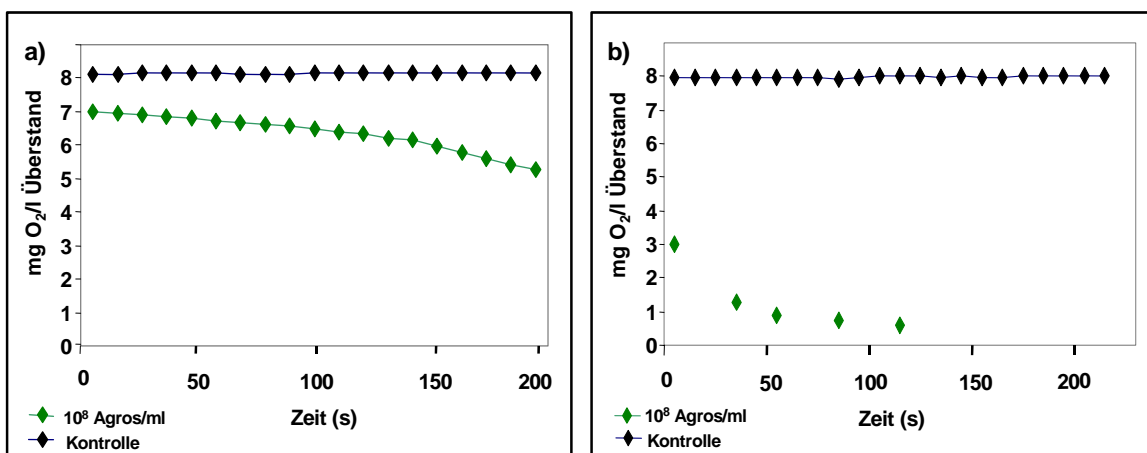 a)
mg O₂/l Überstand
8
7
6
5
4
3
2
1
0
0 50 100 150 200
Zeit (s)
10⁸ Agros/ml
Kontrolle
b)
mg O₂/l Überstand
8
7
6
5
4
3
2
1
0
0 50 100 150 200
Zeit (s)
10⁸ Agros/ml
Kontrolle